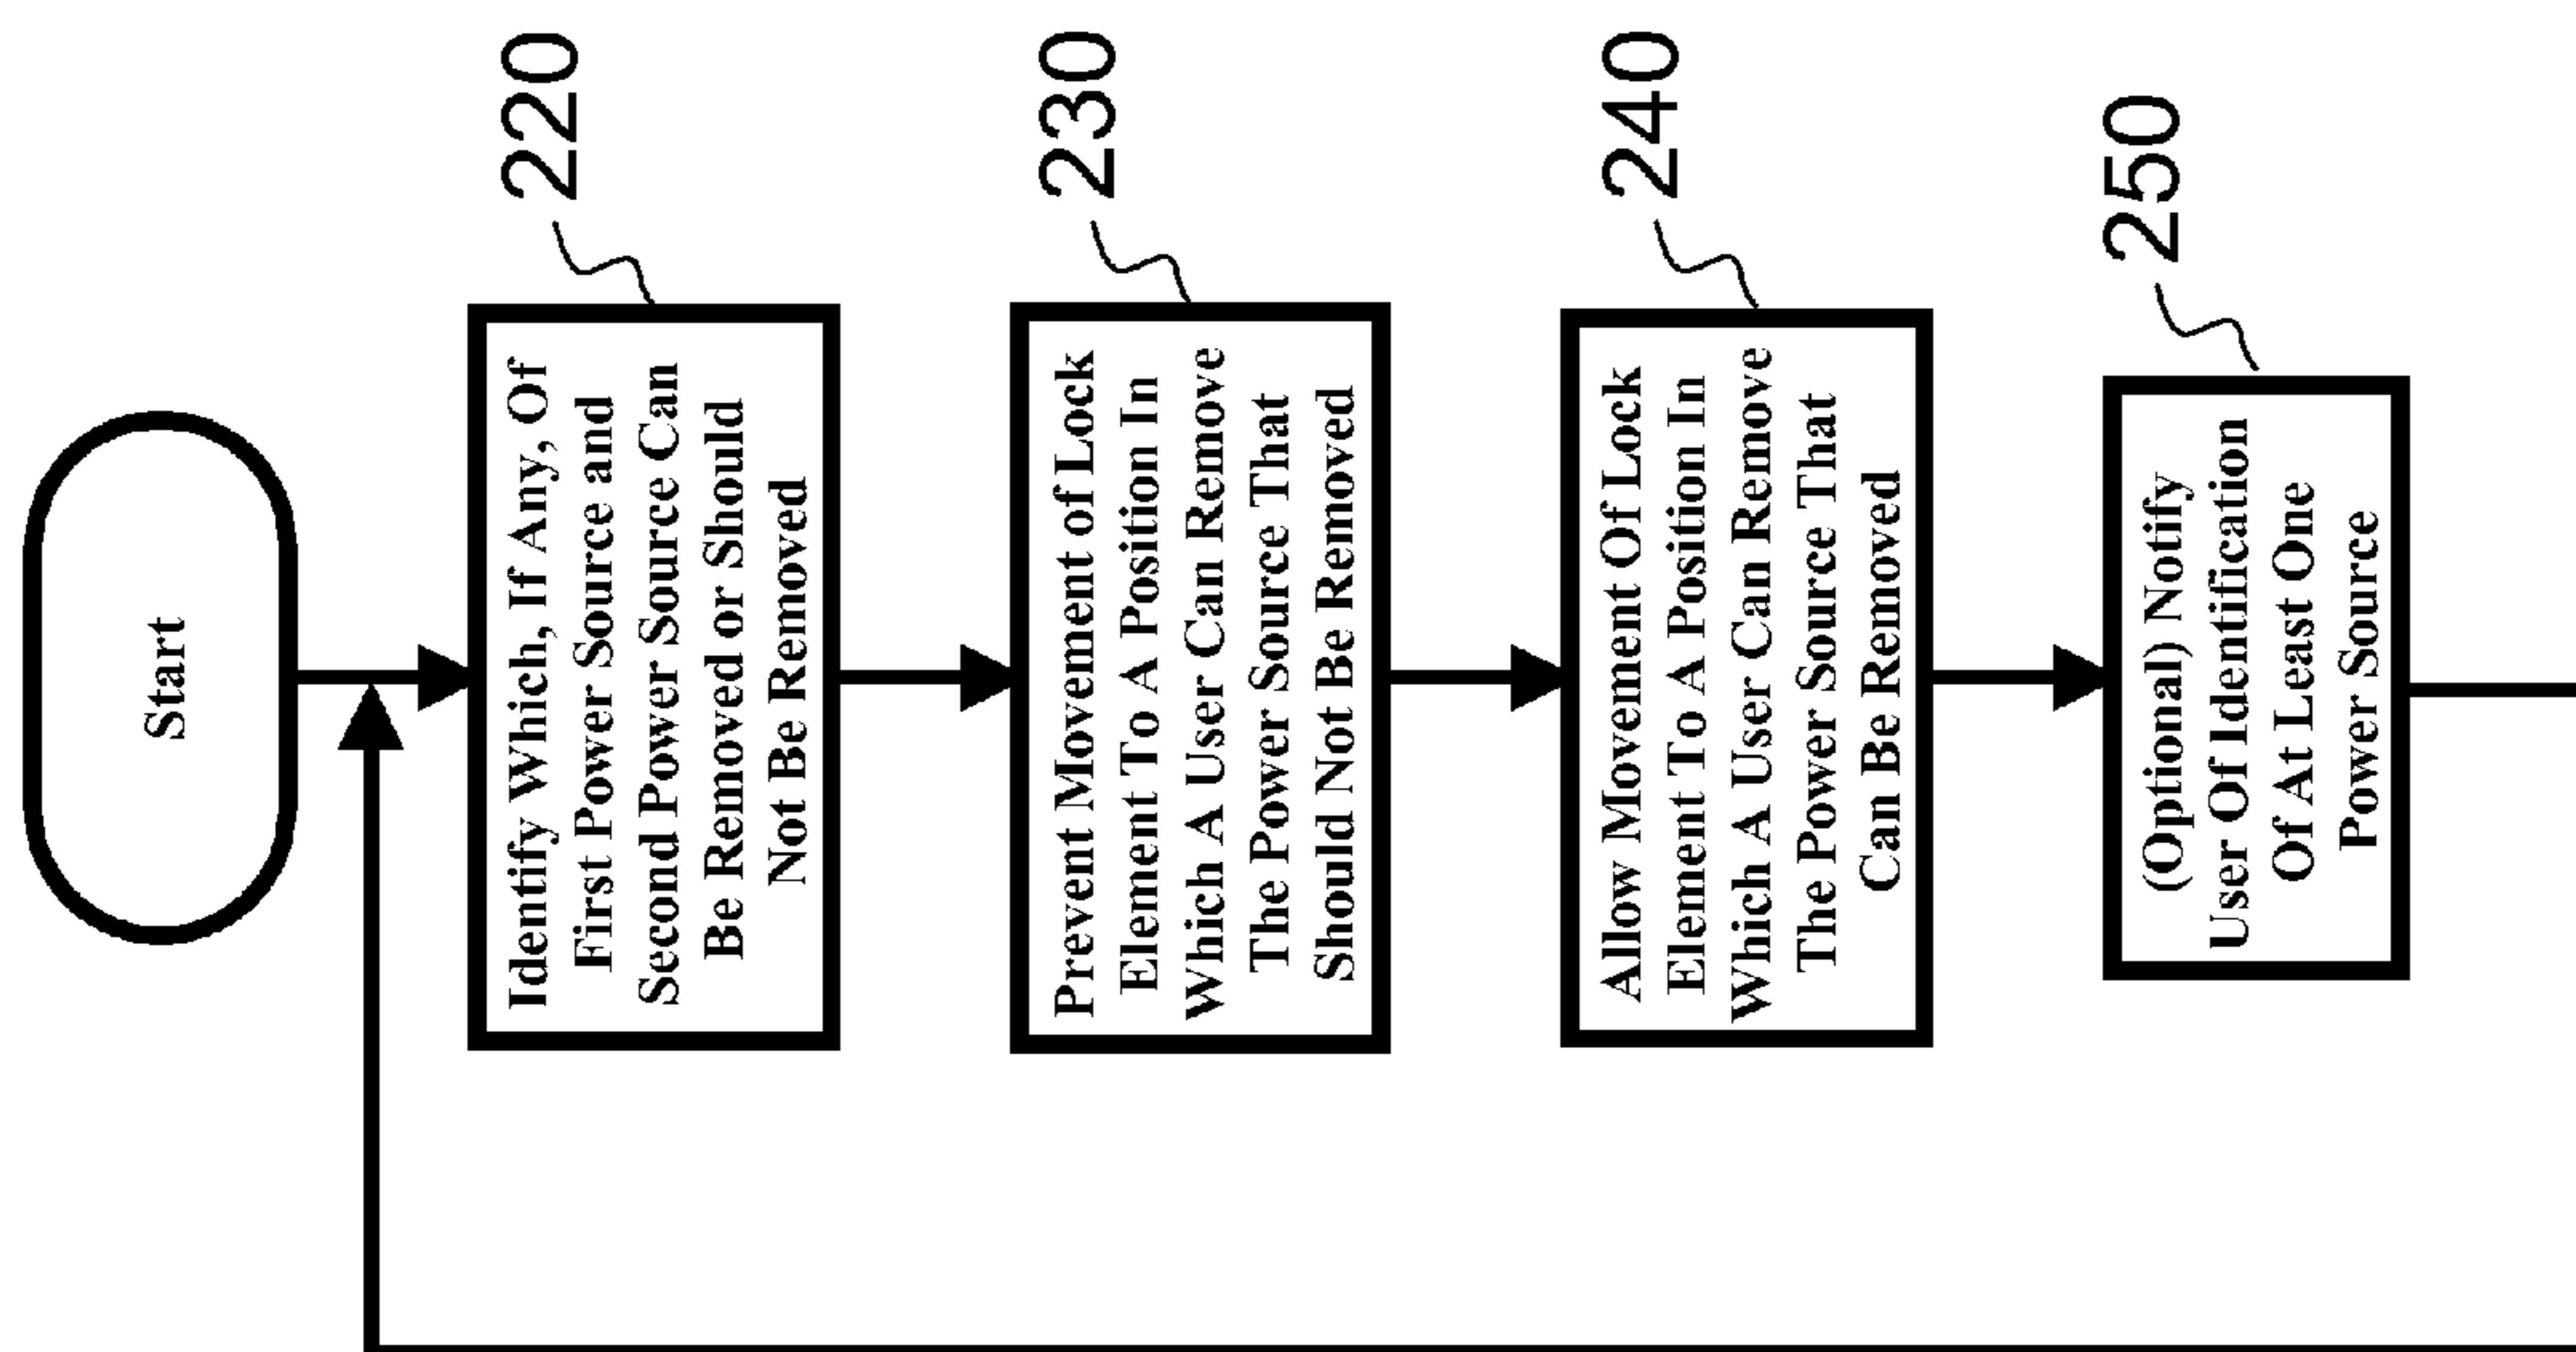 Start
220
Identify Which, If Any, Of
First Power Source and
Second Power Source Can
Be Removed or Should
Not Be Removed
230
Prevent Movement of Lock
Element To A Position In
Which A User Can Remove
The Power Source That
Should Not Be Removed
240
Allow Movement Of Lock
Element To A Position In
Which A User Can Remove
The Power Source That
Can Be Removed
250
(Optional) Notify
User Of Identification
Of At Least One
Power Source